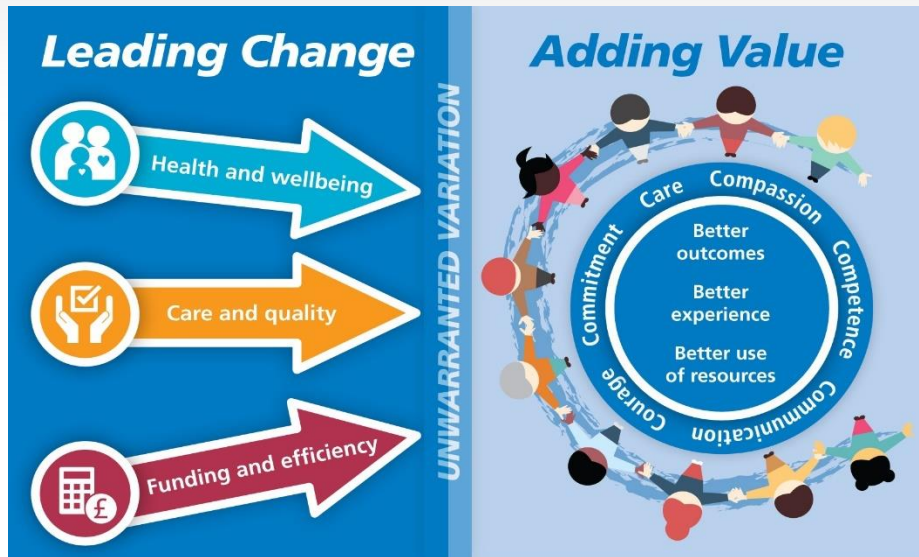 Leading Change
Health and wellbeing
Care and quality
Funding and efficiency
£
UNWARRANTED VARIATION
Adding Value
Care
Compassion
Competence
Communication
Courage
Commitment
Better
outcomes
Better
experience
Better use
of resources